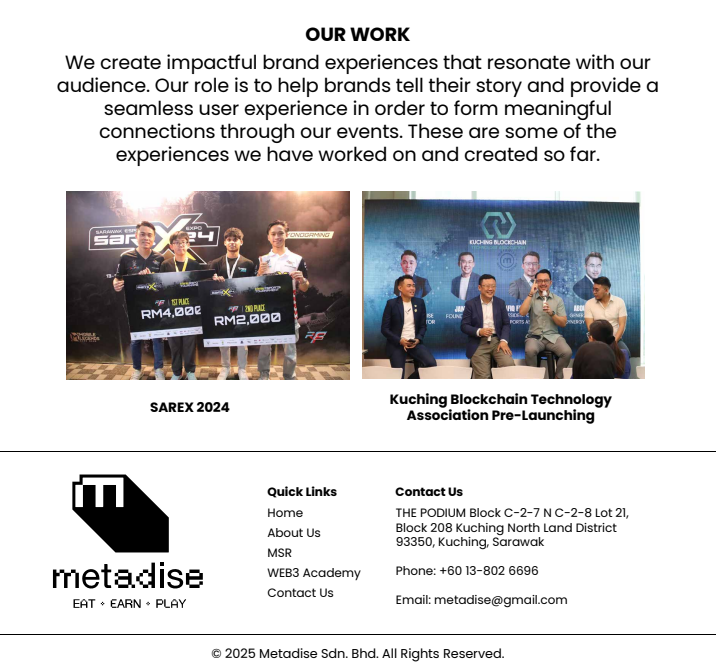 OUR WORK
We create impactful brand experiences that resonate with our
audience. Our role is to help brands tell their story and provide a
seamless user experience in order to form meaningful
connections through our events. These are some of the
experiences we have worked on and created so far.
SARAWAK ESP
EXPO
SAREX24
ONDGAMING
1ST PLACE
RM4,000
2ND PLACE
RM2,000
MOBILE
LEGENDS
KUCHING BLOCKCHAIN
SAREX 2024
Kuching Blockchain Technology
Association Pre-Launching
m
metadise
EAT ⋄ EARN ⋄ PLAY
Quick Links
Home
About Us
MSR
WEB3 Academy
Contact Us
Contact Us
THE PODIUM Block C-2-7 N C-2-8 Lot 21,
Block 208 Kuching North Land District
93350, Kuching, Sarawak
Phone: +60 13-802 6696
Email: metadise@gmail.com
© 2025 Metadise Sdn. Bhd. All Rights Reserved.